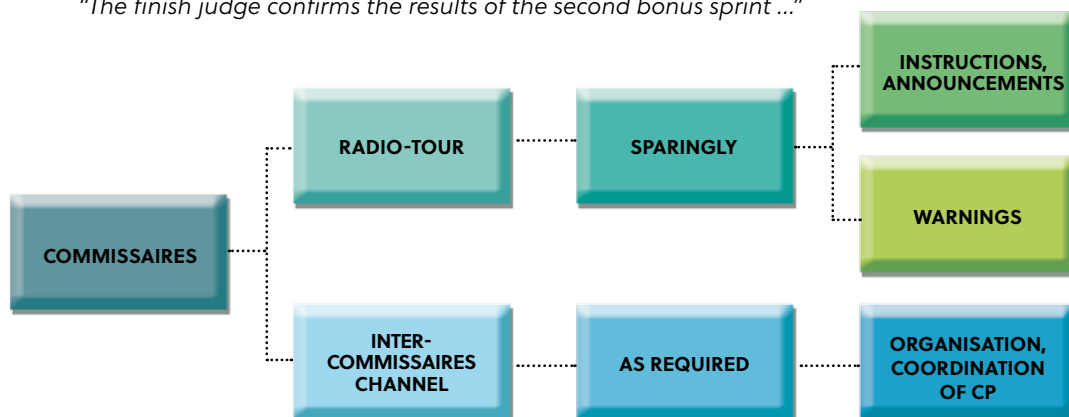 “The finish judge confirms the results of the second bonus sprint ...”
INSTRUCTIONS,
ANNOUNCEMENTS
RADIO-TOUR
SPARINGLY
WARNINGS
COMMISSAIRES
INTER-
COMMISSAIRES
CHANNEL
AS REQUIRED
ORGANISATION,
COORDINATION
OF CP